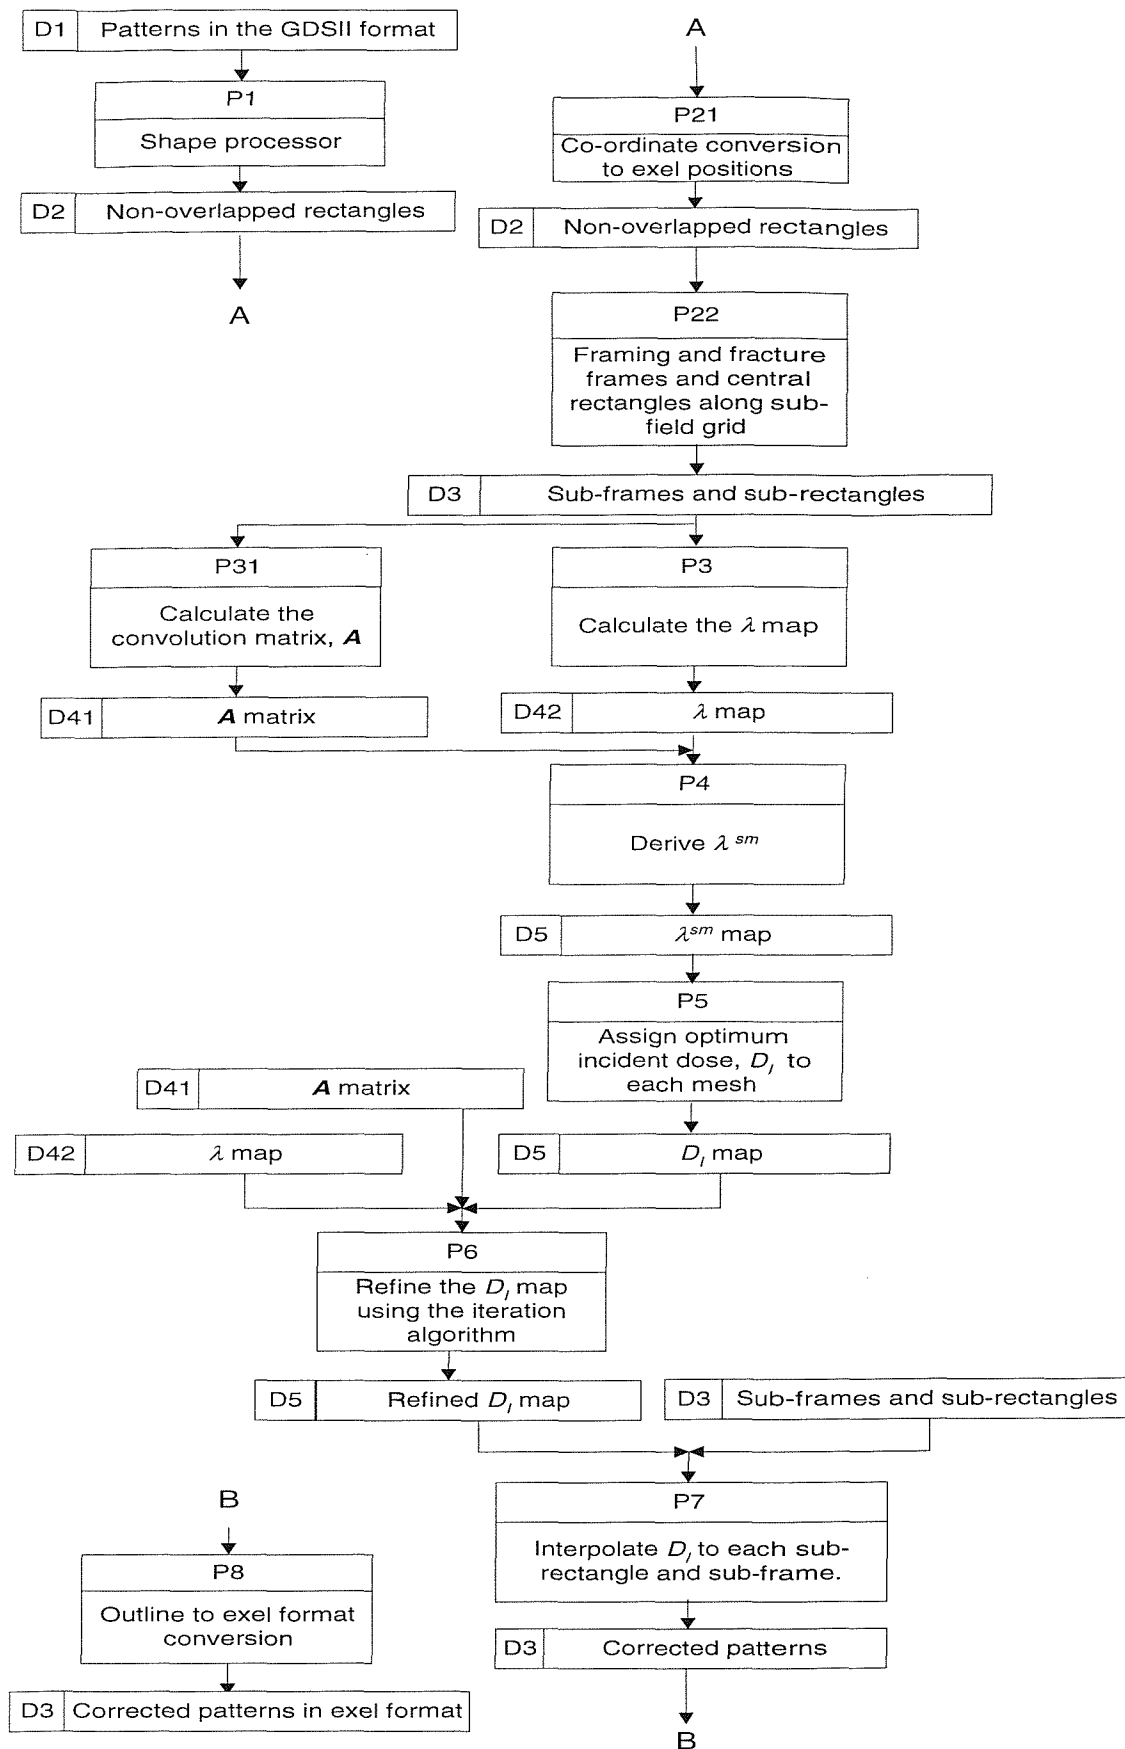 D1 Patterns in the GDSII format
P1
Shape processor
D2 Non-overlapped rectangles
A
A
P21
Co-ordinate conversion
to exel positions
D2 Non-overlapped rectangles
P22
Framing and fracture
frames and central
rectangles along sub-
field grid
D3 Sub-frames and sub-rectangles
P31
Calculate the
convolution matrix, A
P3
Calculate the λ map
D41 A matrix
D42 λ map
P4
Derive λ sm
D5 λsm map
P5
Assign optimum
incident dose, DI to
each mesh
D41 A matrix
D42 λ map
D5 DI map
P6
Refine the DI map
using the iteration
algorithm
D5 Refined DI map
D3 Sub-frames and sub-rectangles
P7
Interpolate DI to each sub-
rectangle and sub-frame.
D3 Corrected patterns
B
B
P8
Outline to exel format
conversion
D3 Corrected patterns in exel format